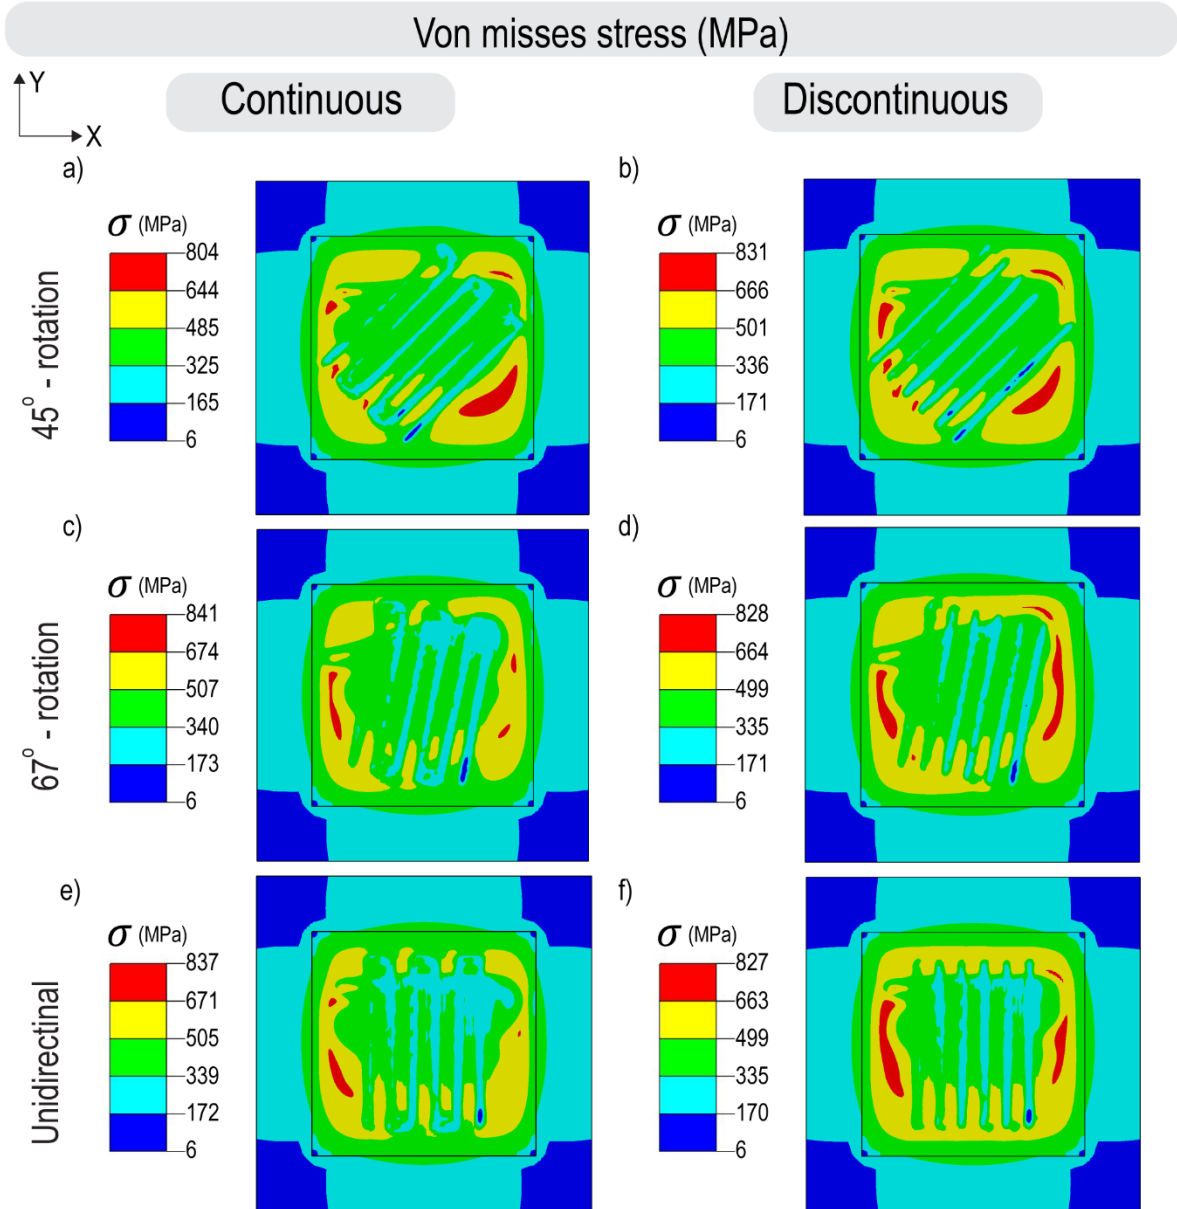 Von misses stress (MPa)
Y
X
Continuous
Discontinuous
a)
σ (MPa)
804
644
485
325
165
6
b)
σ (MPa)
831
666
501
336
171
6
45° - rotation
c)
σ (MPa)
841
674
507
340
173
6
d)
σ (MPa)
828
664
499
335
171
6
67° - rotation
e)
σ (MPa)
837
671
505
339
172
6
f)
σ (MPa)
827
663
499
335
170
6
Unidirectinal